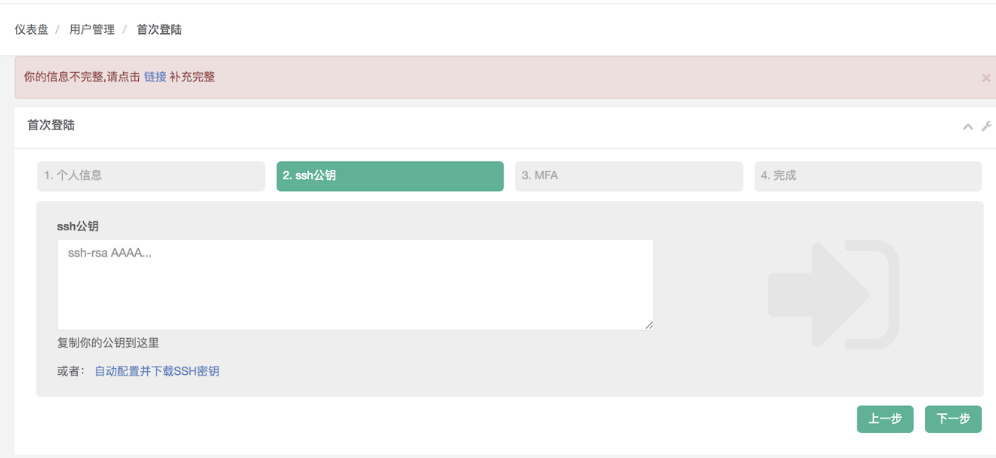 仪表盘 / 用户管理 / 首次登陆
你的信息不完整,请点击 链接 补充完整 ×
首次登陆
1. 个人信息 2. ssh公钥 3. MFA 4. 完成
ssh公钥
ssh-rsa AAAA...
复制你的公钥到这里
或者: 自动配置并下载SSH密钥
上一步 下一步